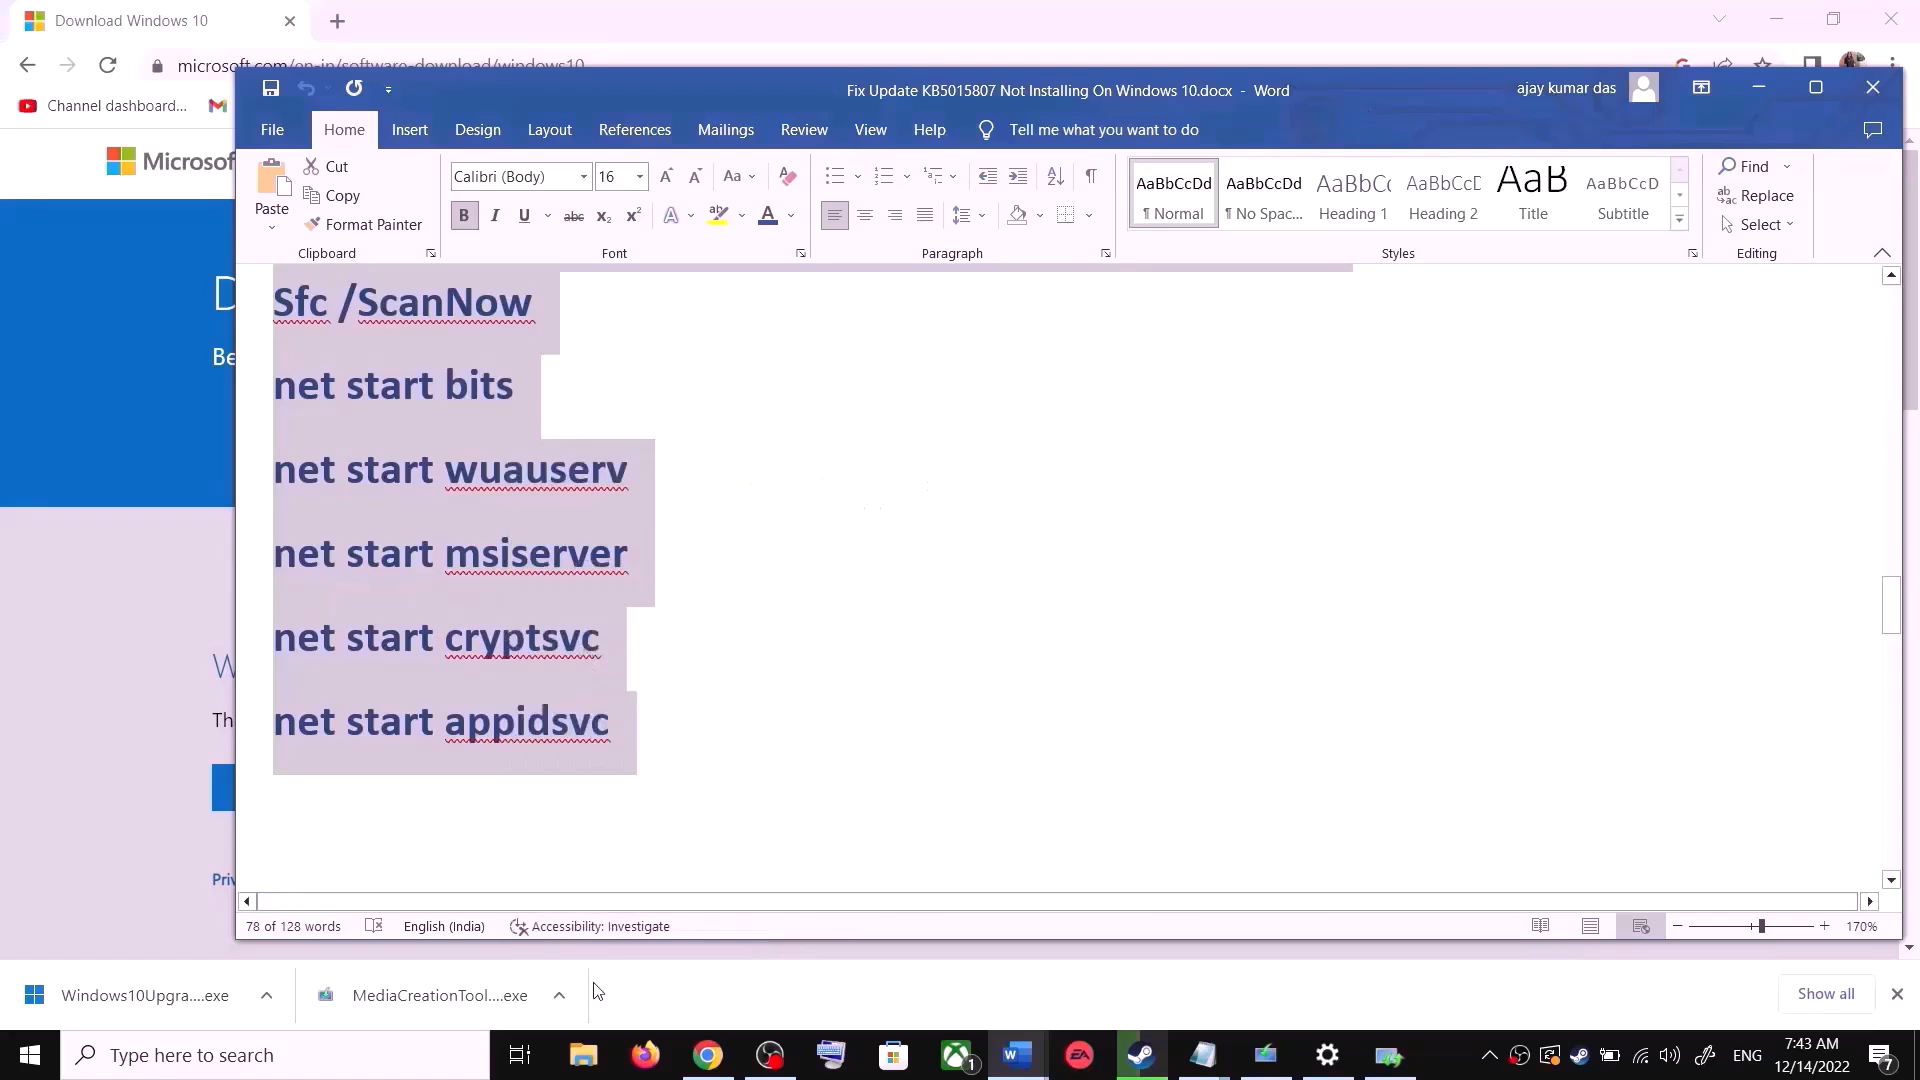 Download Windows 10
microsoft.com/en-in/software-download/windows10
Channel dashboard...
Fix Update KB5015807 Not Installing On Windows 10.docx - Word
ajay kumar das
File Home Insert Design Layout References Mailings Review View Help Tell me what you want to do
Paste
Cut
Copy
Format Painter
Clipboard
Calibri (Body) 16
Font
Paragraph
AaBbCcDd ¶ Normal
AaBbCcDd ¶ No Spac...
AaBbCc Heading 1
AaBbCcD Heading 2
AaB Title
AaBbCcD Subtitle
Styles
Find
Replace
Select
Editing
Microsof
D
Be
W
Th
Priv
Sfc /ScanNow
net start bits
net start wuauserv
net start msiserver
net start cryptsvc
net start appidsvc
78 of 128 words English (India) Accessibility: Investigate 170%
Windows10Upgra....exe MediaCreationTool....exe Show all
Type here to search
1
ENG
7:43 AM
12/14/2022
7